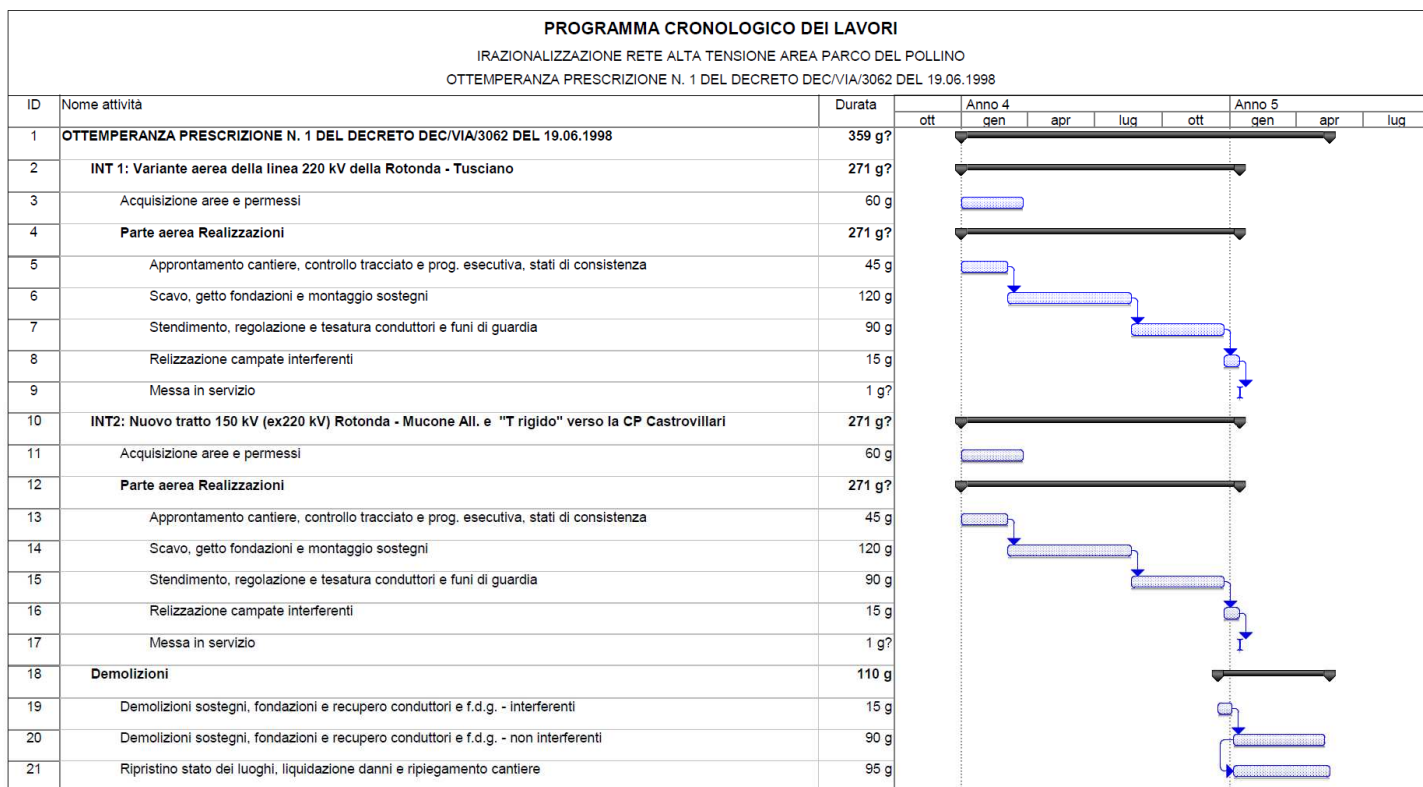 PROGRAMMA CRONOLOGICO DEI LAVORI
IRAZIONALIZZAZIONE RETE ALTA TENSIONE AREA PARCO DEL POLLINO
OTTEMPERANZA PRESCRIZIONE N. 1 DEL DECRETO DEC/VIA/3062 DEL 19.06.1998
ID Nome attività Durata Anno 4 Anno 5
ott gen apr lug ott gen apr lug
1 OTTEMPERANZA PRESCRIZIONE N. 1 DEL DECRETO DEC/VIA/3062 DEL 19.06.1998 359 g?
2 INT 1: Variante aerea della linea 220 kV della Rotonda - Tusciano 271 g?
3 Acquisizione aree e permessi 60 g
4 Parte aerea Realizzazioni 271 g?
5 Approntamento cantiere, controllo tracciato e prog. esecutiva, stati di consistenza 45 g
6 Scavo, getto fondazioni e montaggio sostegni 120 g
7 Stendimento, regolazione e tesatura conduttori e funi di guardia 90 g
8 Relizzazione campate interferenti 15 g
9 Messa in servizio 1 g?
10 INT2: Nuovo tratto 150 kV (ex220 kV) Rotonda - Mucone All. e "T rigido" verso la CP Castrovillari 271 g?
11 Acquisizione aree e permessi 60 g
12 Parte aerea Realizzazioni 271 g?
13 Approntamento cantiere, controllo tracciato e prog. esecutiva, stati di consistenza 45 g
14 Scavo, getto fondazioni e montaggio sostegni 120 g
15 Stendimento, regolazione e tesatura conduttori e funi di guardia 90 g
16 Relizzazione campate interferenti 15 g
17 Messa in servizio 1 g?
18 Demolizioni 110 g
19 Demolizioni sostegni, fondazioni e recupero conduttori e f.d.g. - interferenti 15 g
20 Demolizioni sostegni, fondazioni e recupero conduttori e f.d.g. - non interferenti 90 g
21 Ripristino stato dei luoghi, liquidazione danni e ripiegamento cantiere 95 g